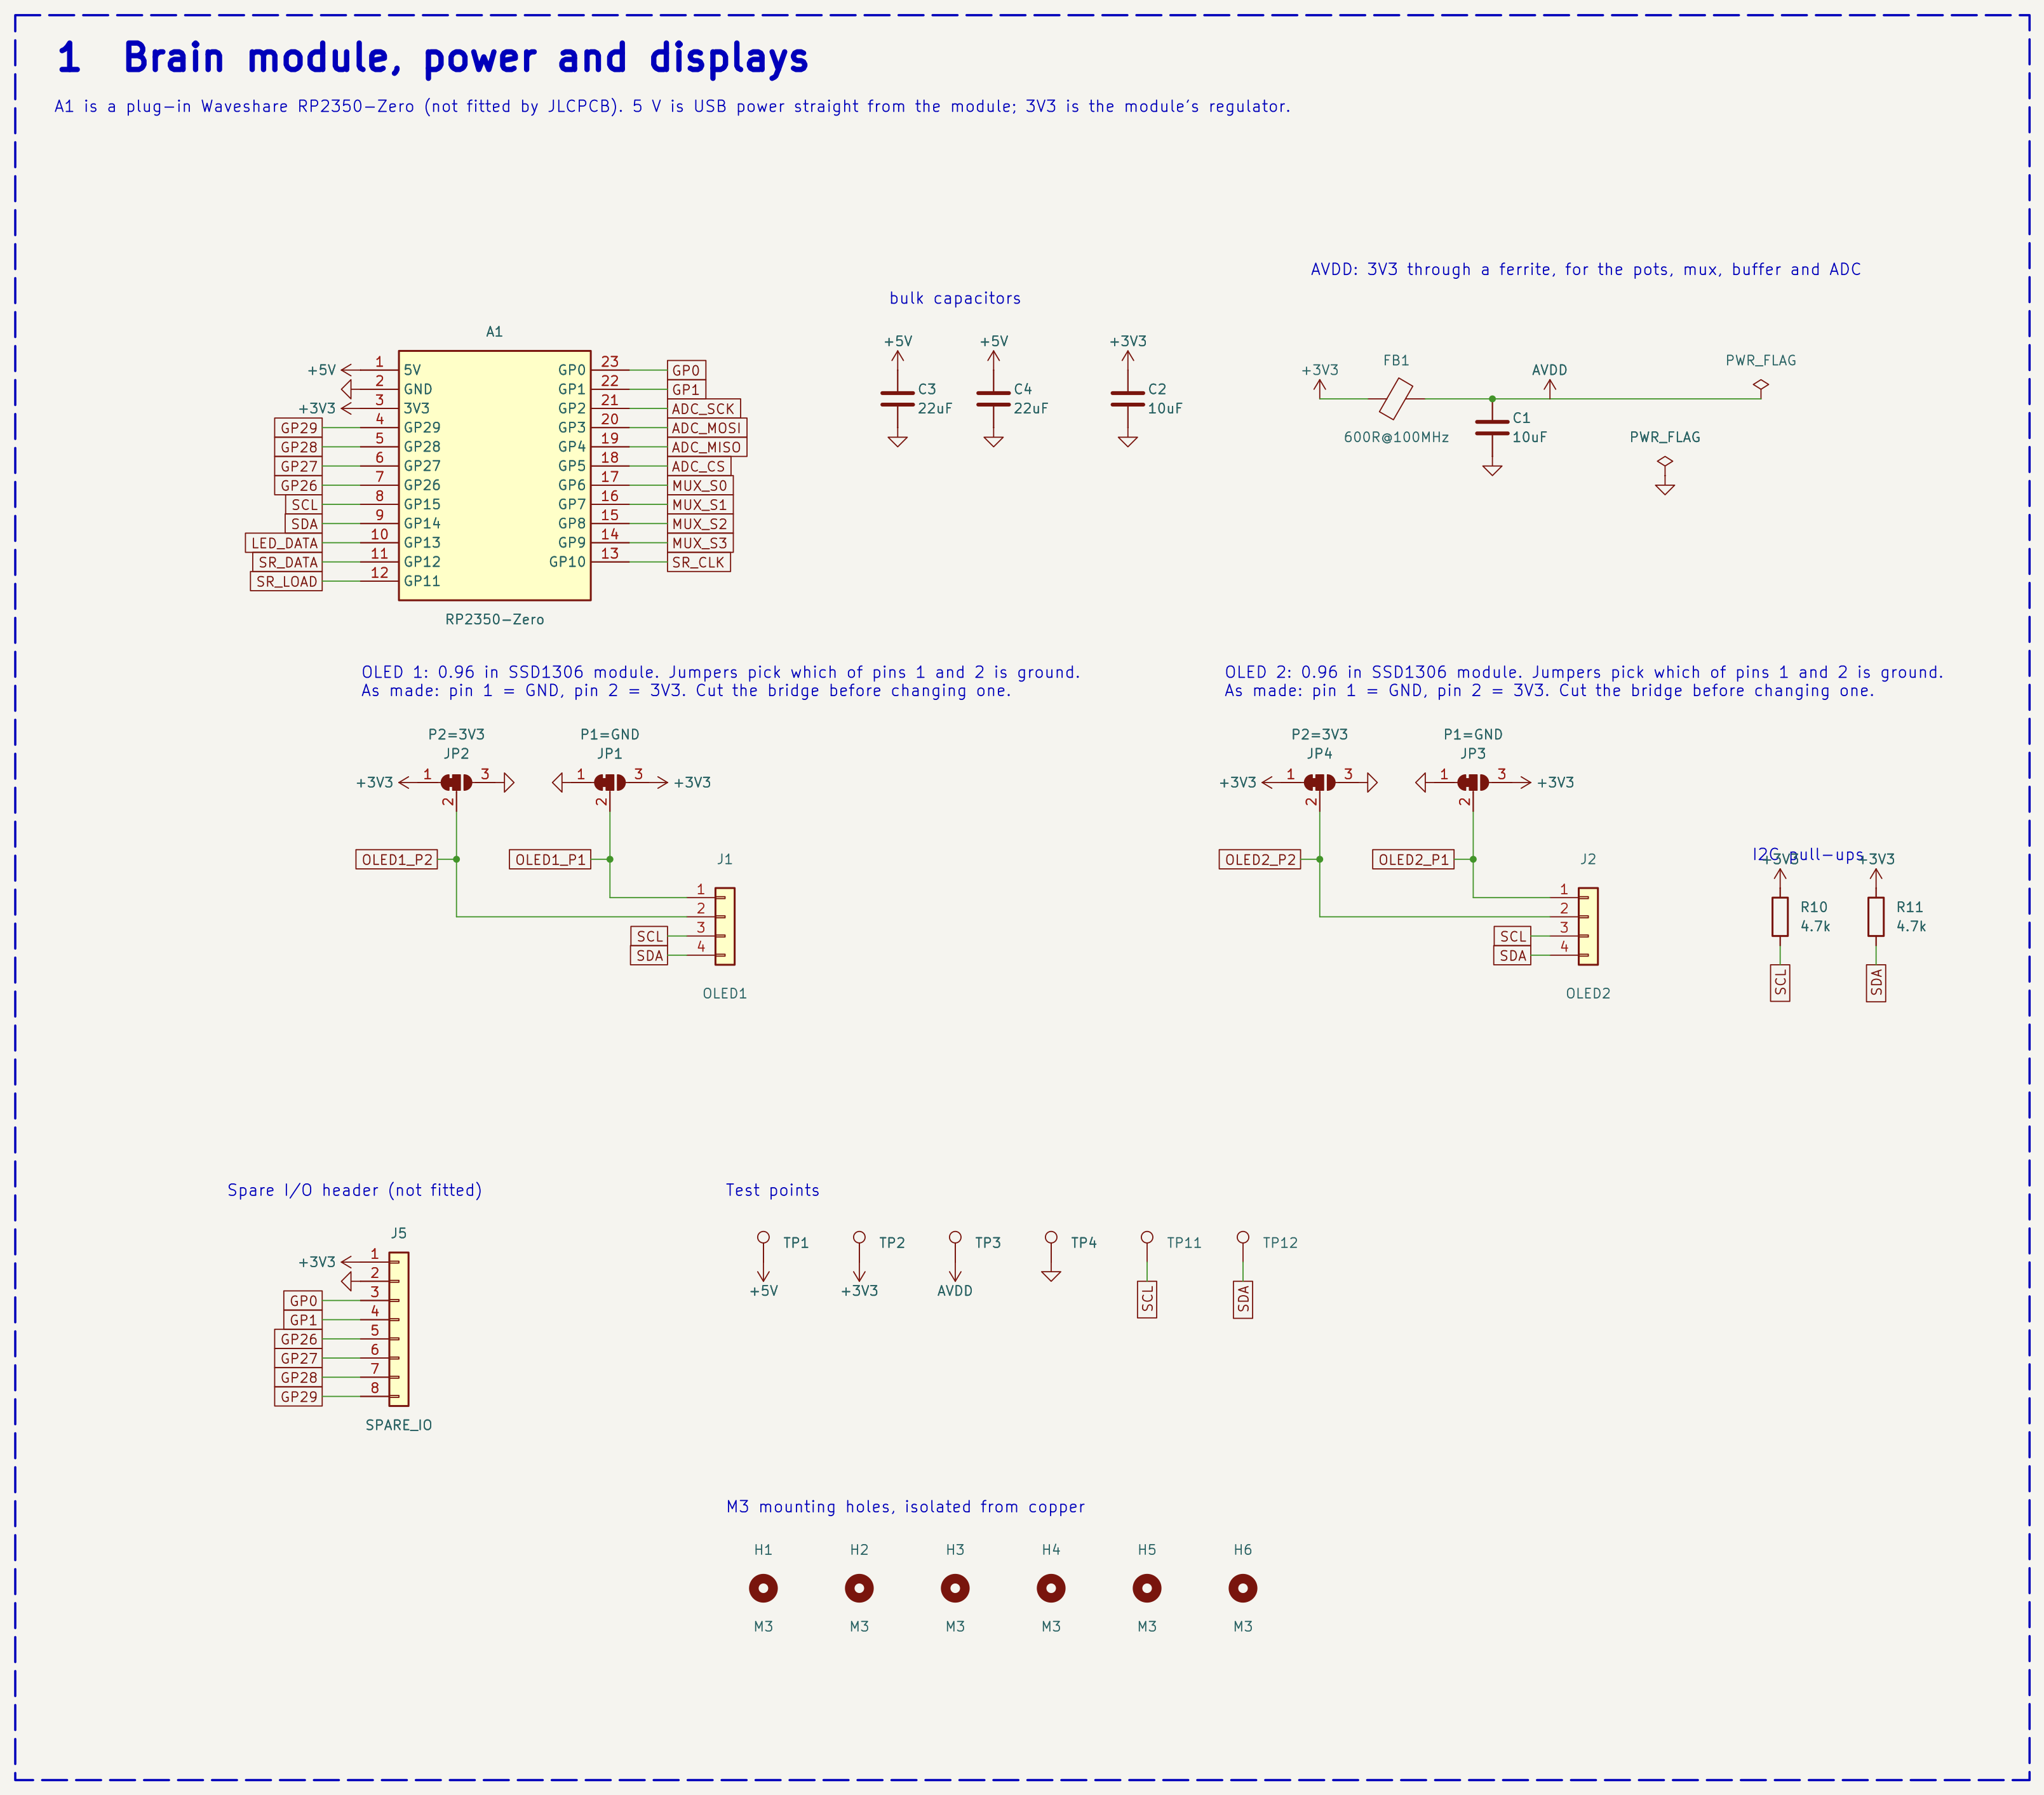 1 Brain module, power and displays
A1 is a plug-in Waveshare RP2350-Zero (not fitted by JLCPCB). 5 V is USB power straight from the module; 3V3 is the module's regulator.
AVDD: 3V3 through a ferrite, for the pots, mux, buffer and ADC
bulk capacitors
A1
+5V 1 5V GP0 23 GP0
2 GND GP1 22 GP1
+3V3 3 3V3 GP2 21 ADC_SCK
GP29 4 GP29 GP3 20 ADC_MOSI
GP28 5 GP28 GP4 19 ADC_MISO
GP27 6 GP27 GP5 18 ADC_CS
GP26 7 GP26 GP6 17 MUX_S0
SCL 8 GP15 GP7 16 MUX_S1
SDA 9 GP14 GP8 15 MUX_S2
LED_DATA 10 GP13 GP9 14 MUX_S3
SR_DATA 11 GP12 GP10 13 SR_CLK
SR_LOAD 12 GP11
RP2350-Zero
+5V +5V +3V3
C3 C4 C2
22uF 22uF 10uF
+3V3 FB1 AVDD PWR_FLAG
600R@100MHz
C1
10uF
PWR_FLAG
OLED 1: 0.96 in SSD1306 module. Jumpers pick which of pins 1 and 2 is ground.
As made: pin 1 = GND, pin 2 = 3V3. Cut the bridge before changing one.
P2=3V3 P1=GND
JP2 JP1
+3V3 1 3 1 3 +3V3
2 2
OLED1_P2 OLED1_P1 J1
1
2
SCL 3
SDA 4
OLED1
OLED 2: 0.96 in SSD1306 module. Jumpers pick which of pins 1 and 2 is ground.
As made: pin 1 = GND, pin 2 = 3V3. Cut the bridge before changing one.
P2=3V3 P1=GND
JP4 JP3
+3V3 1 3 1 3 +3V3
2 2
OLED2_P2 OLED2_P1 J2
1
2
SCL 3
SDA 4
OLED2
I2C pull-ups
+3V3 +3V3
R10 R11
4.7k 4.7k
SCL SDA
Spare I/O header (not fitted)
J5
+3V3 1
2
GP0 3
GP1 4
GP26 5
GP27 6
GP28 7
GP29 8
SPARE_IO
Test points
TP1 TP2 TP3 TP4 TP11 TP12
+5V +3V3 AVDD SCL SDA
M3 mounting holes, isolated from copper
H1 H2 H3 H4 H5 H6
M3 M3 M3 M3 M3 M3